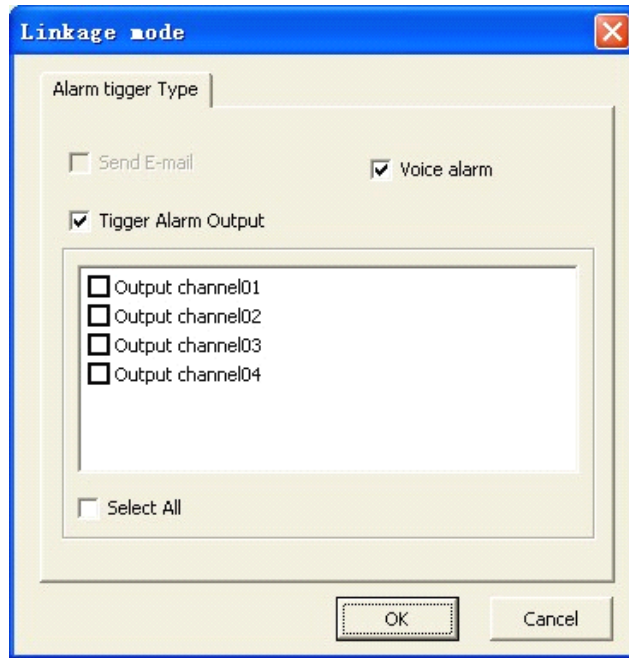 Linkage mode
Alarm tigger Type
Send E-mail
Voice alarm
Tigger Alarm Output
Output channel01
Output channel02
Output channel03
Output channel04
Select All
OK
Cancel